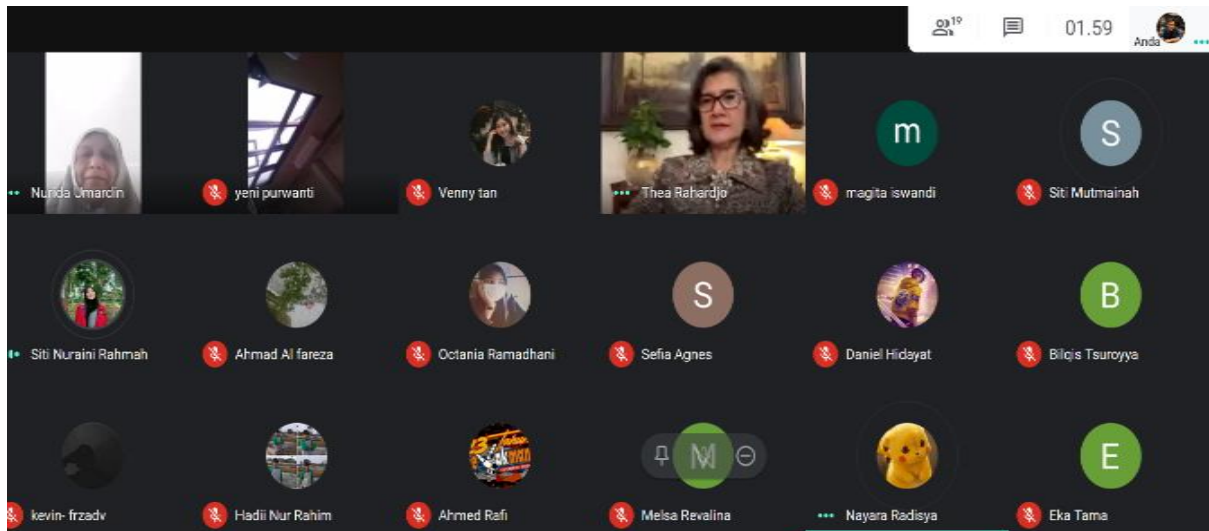 19
01.59
Anda
Nurida Umardin
yeni purwanti
Venny tan
Thea Rahardjo
magita iswandi
m
Siti Mutmainah
S
Siti Nuraini Rahmah
Ahmad Al fareza
Octania Ramadhani
Sefia Agnes
S
Daniel Hidayat
Bilqis Tsuroyya
B
kevin- frzadv
Hadii Nur Rahim
Ahmed Rafi
Melsa Revalina
M
Nayara Radisya
Eka Tama
E